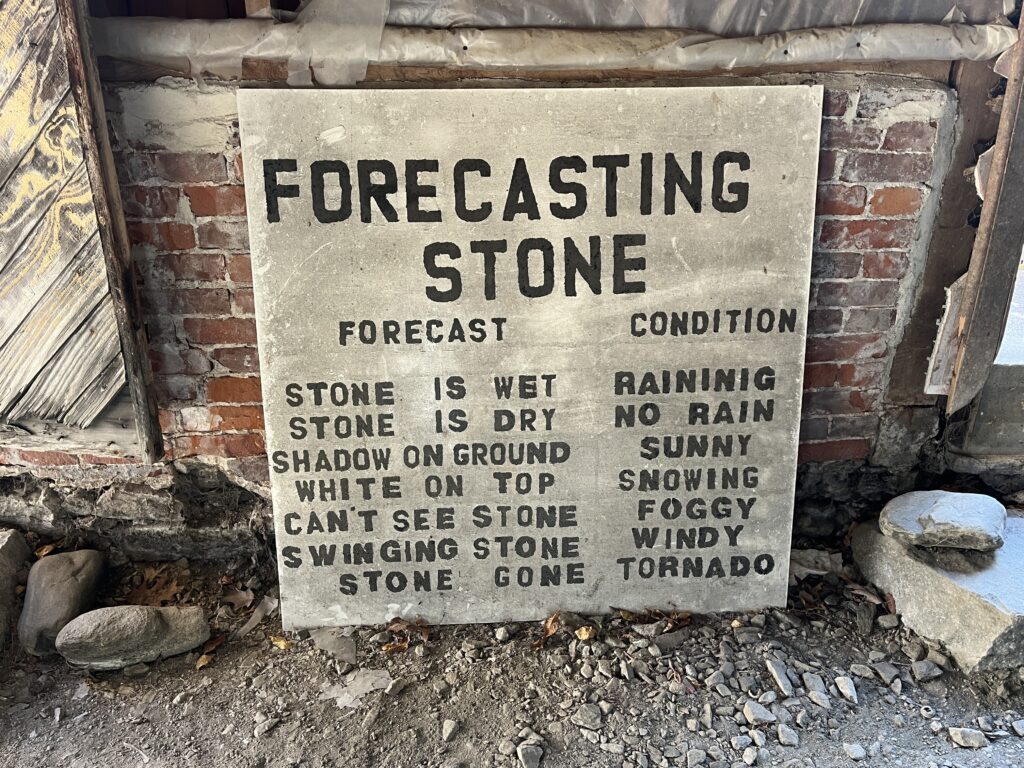 FORECASTING
STONE
FORECAST CONDITION
STONE IS WET RAININIG
STONE IS DRY NO RAIN
SHADOW ON GROUND SUNNY
WHITE ON TOP SNOWING
CAN'T SEE STONE FOGGY
SWINGING STONE WINDY
STONE GONE TORNADO